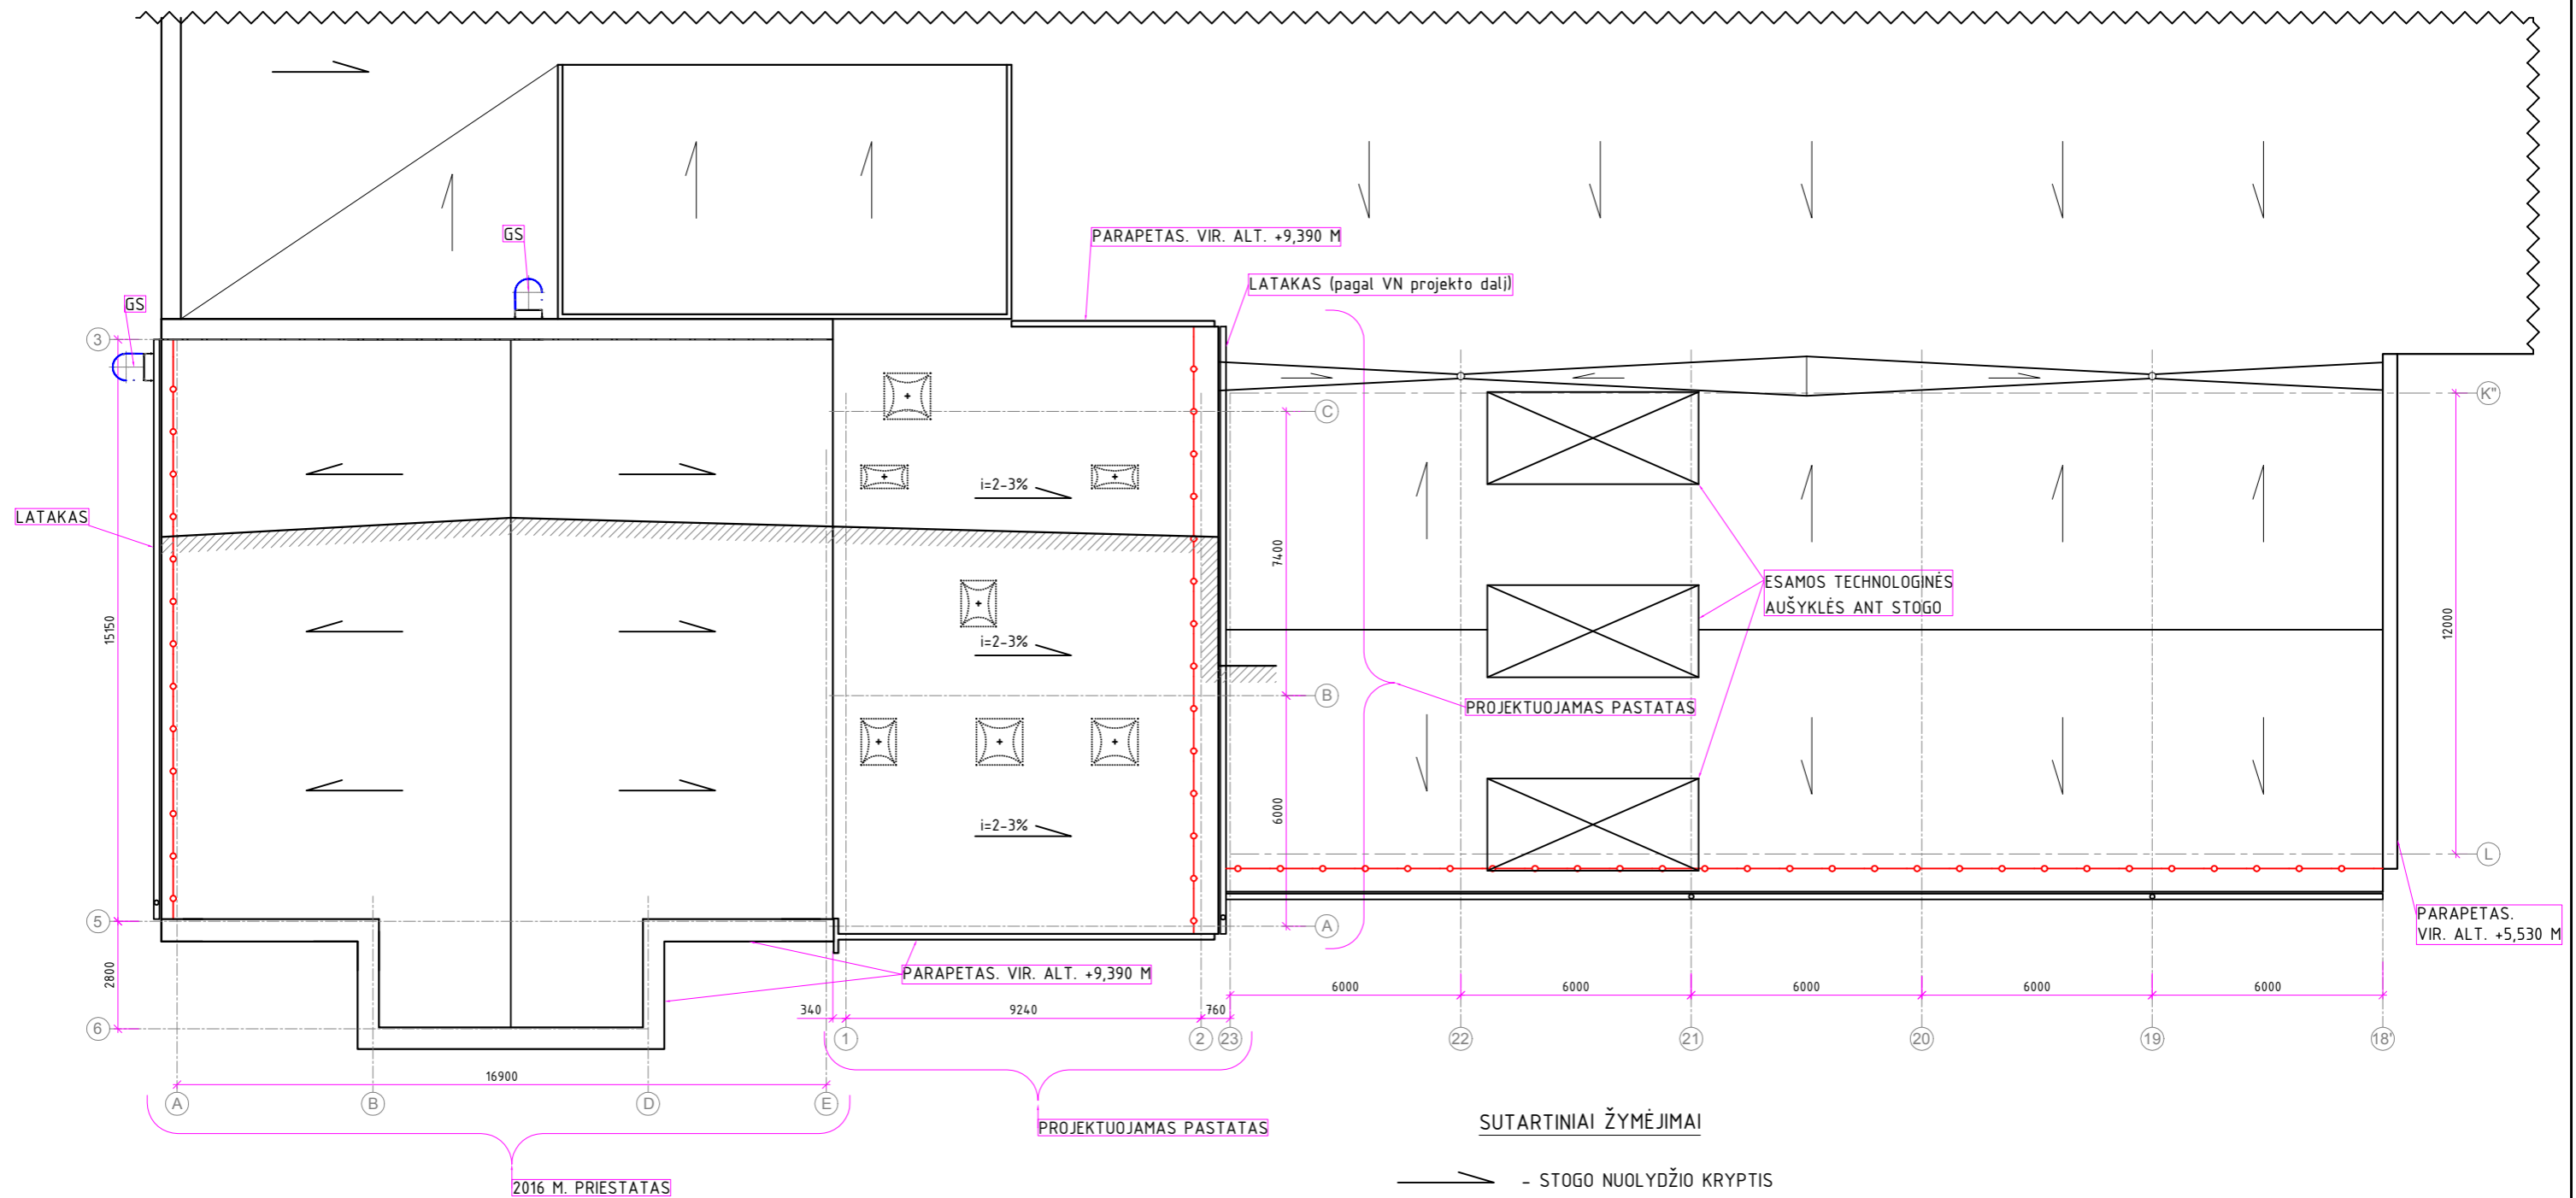 GS
PARAPETAS. VIR. ALT. +9,390 M
LATAKAS (pagal VN projekto dalį)
GS
3
K"
C
i=2-3%
LATAKAS
7400
ESAMOS TECHNOLOGINĖS
AUŠYKLĖS ANT STOGO
15150
12000
i=2-3%
B
PROJEKTUOJAMAS PASTATAS
6000
i=2-3%
L
5
A
PARAPETAS.
VIR. ALT. +5,530 M
2800
PARAPETAS. VIR. ALT. +9,390 M
6000
6000
6000
6000
6000
340
9240
760
6
1
2
23
22
21
20
19
18'
16900
A
B
D
E
SUTARTINIAI ŽYMĖJIMAI
PROJEKTUOJAMAS PASTATAS
– STOGO NUOLYDŽIO KRYPTIS
2016 M. PRIESTATAS